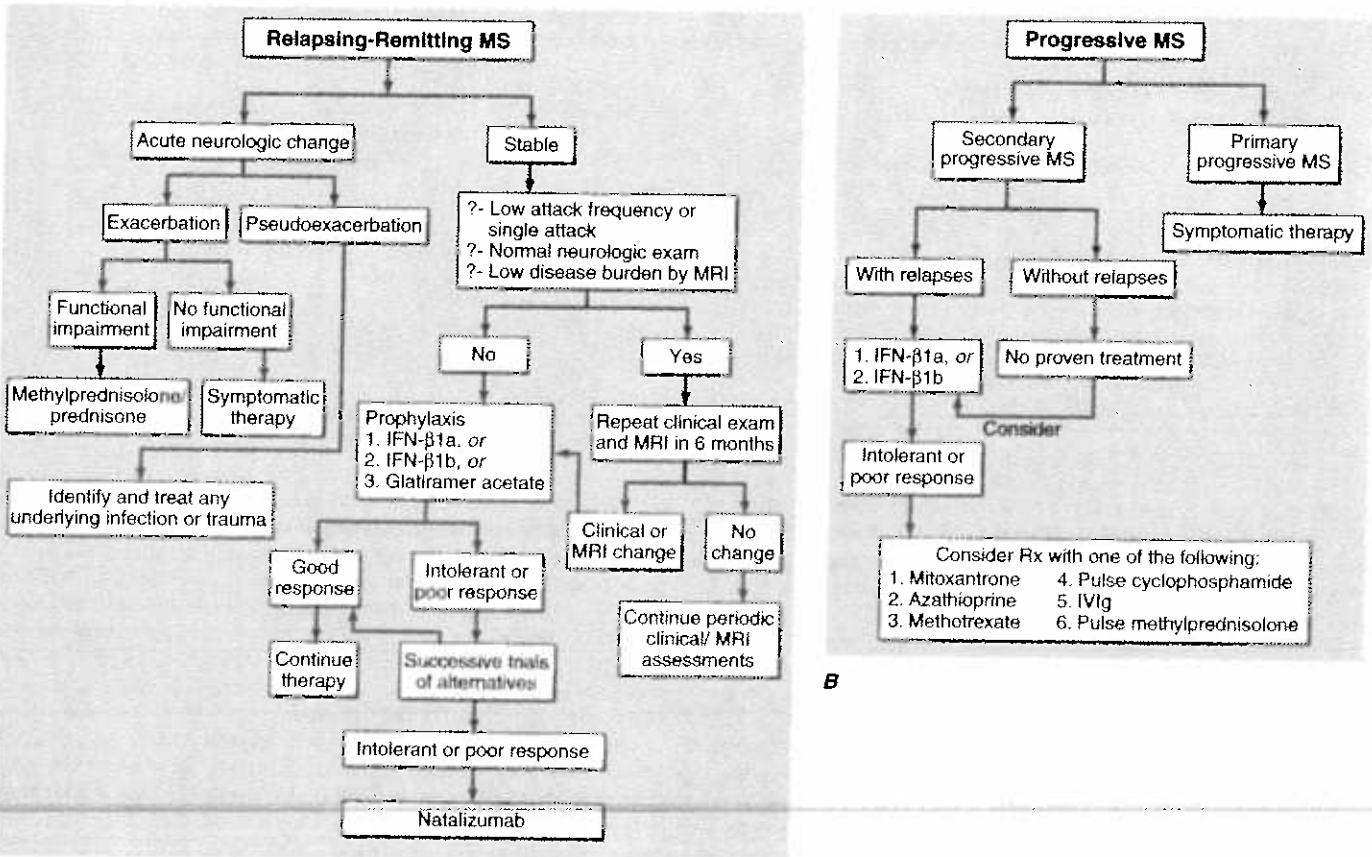 Relapsing-Remitting MS
Acute neurologic change
Stable
Exacerbation
Pseudoexacerbation
?- Low attack frequency or
single attack
?- Normal neurologic exam
?- Low disease burden by MRI
Functional
impairment
No functional
impairment
No
Yes
Methylprednisolone/
prednisone
Symptomatic
therapy
Prophylaxis
1. IFN-β1a, or
2. IFN-β1b, or
3. Glatiramer acetate
Repeat clinical exam
and MRI in 6 months
Identify and treat any
underlying infection or trauma
Clinical or
MRI change
No
change
Good
response
Intolerant or
poor response
Continue periodic
clinical/ MRI
assessments
Continue
therapy
Successive trials
of alternatives
Intolerant or poor response
Natalizumab
Progressive MS
Secondary
progressive MS
Primary
progressive MS
Symptomatic therapy
With relapses
Without relapses
1. IFN-β1a, or
2. IFN-β1b
No proven treatment
Consider
Intolerant or
poor response
Consider Rx with one of the following:
1. Mitoxantrone
2. Azathioprine
3. Methotrexate
4. Pulse cyclophosphamide
5. IVIg
6. Pulse methylprednisolone
B